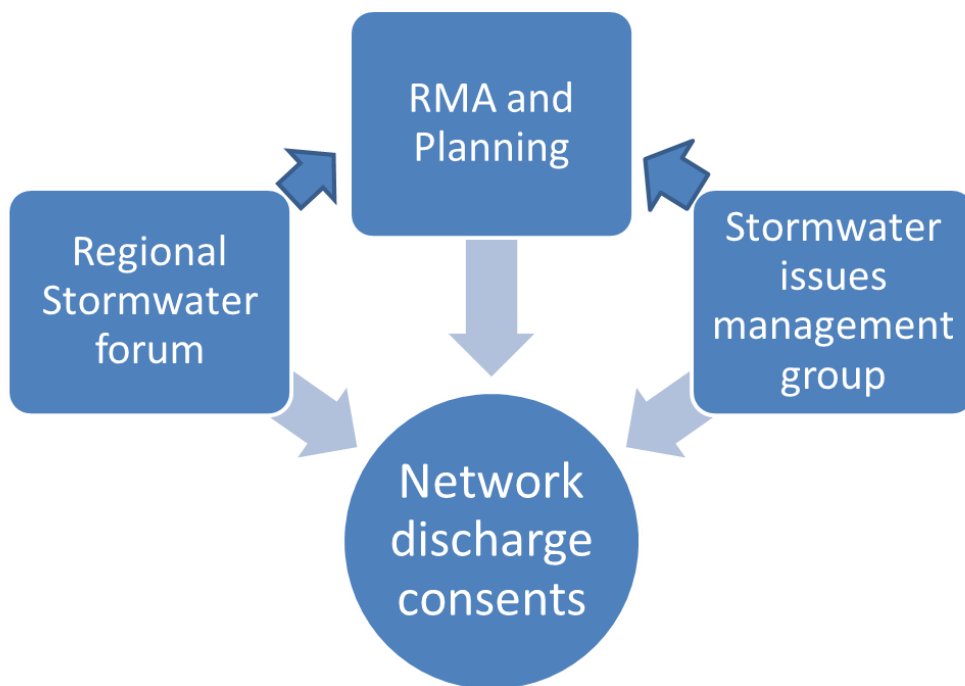 RMA and
Planning
Regional
Stormwater
forum
Stormwater
issues
management
group
Network
discharge
consents